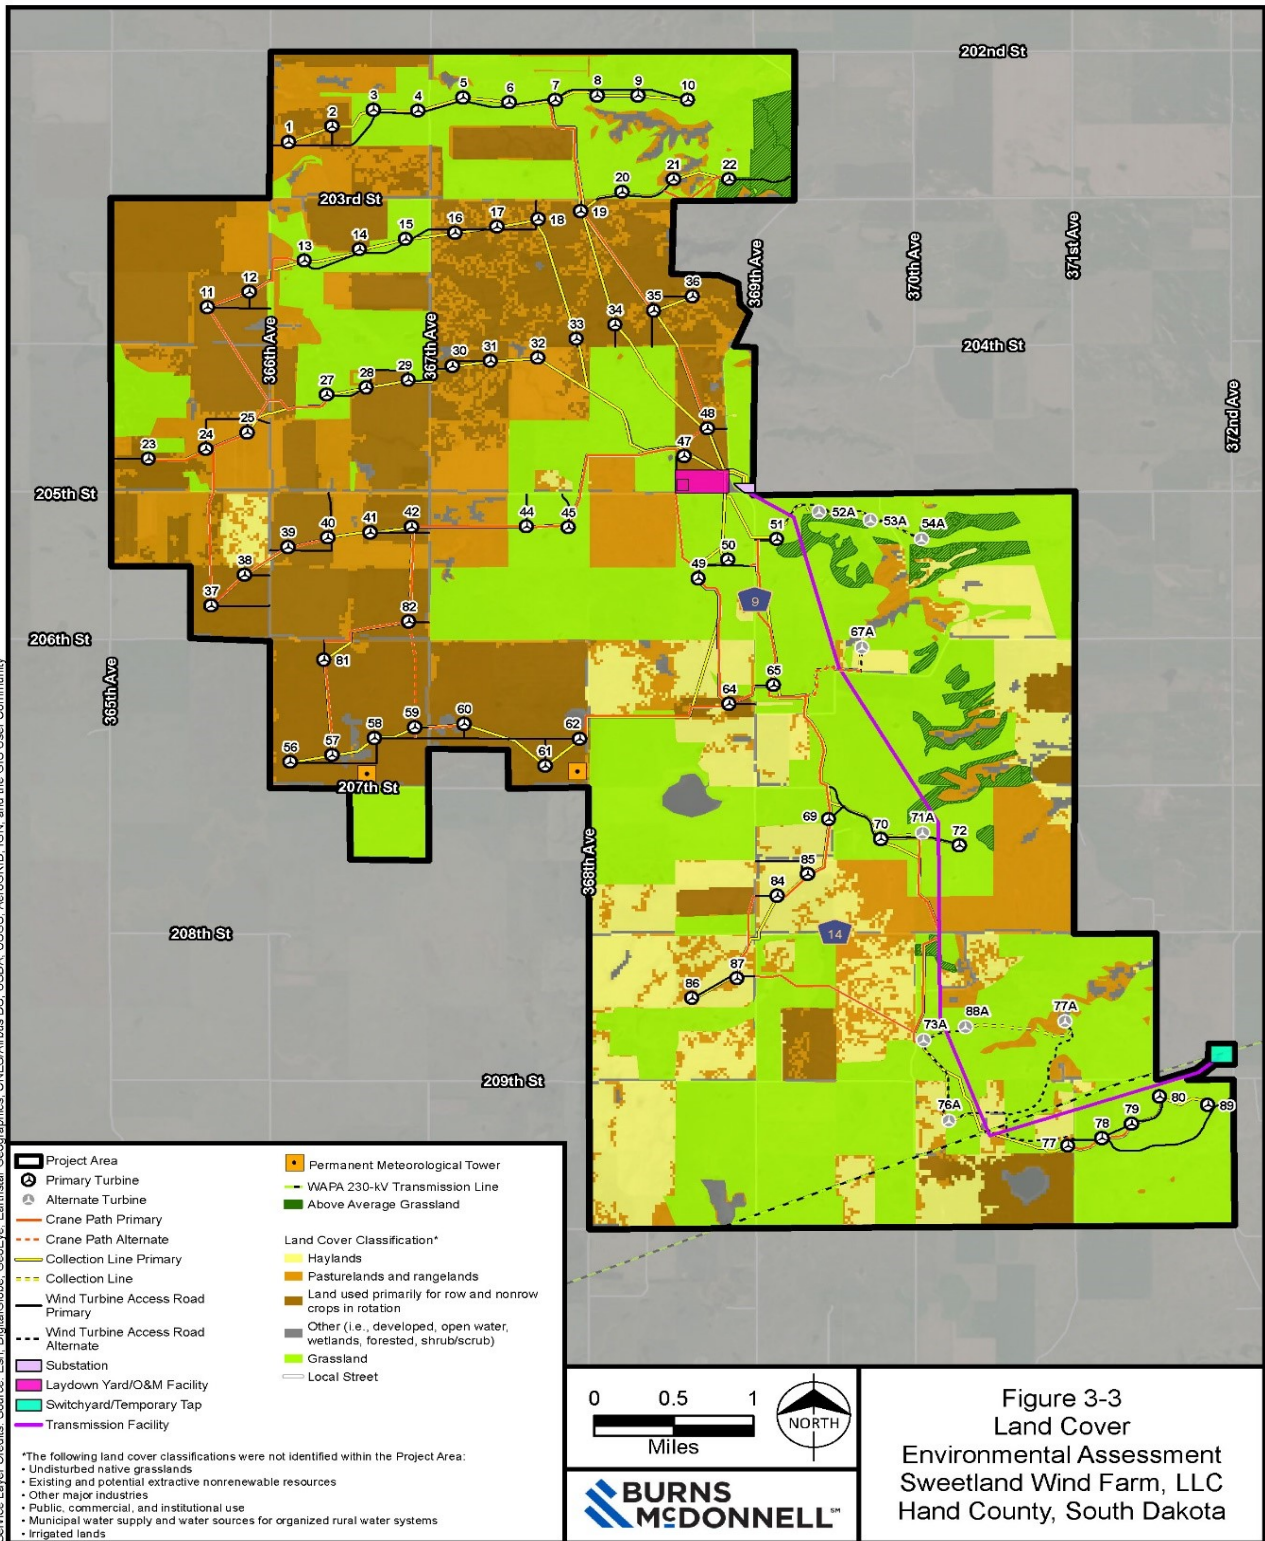 202nd St
1
2
3
4
5
6
7
8
9
10
20
21
22
203rd St
371st Ave
370th Ave
369th Ave
13
14
15
16
17
18
19
11
12
36
35
34
33
366th Ave
367th Ave
204th St
32
31
30
29
28
27
372nd Ave
25
24
23
48
47
205th St
52A
53A
54A
51
44
45
42
41
40
39
38
37
50
49
9
82
206th St
81
67A
65
64
365th Ave
62
60
59
58
57
56
61
207th St
69
70
71A
72
85
84
368th Ave
208th St
14
87
86
73A
88A
77A
209th St
76A
77
78
79
80
89
Project Area
Primary Turbine
Alternate Turbine
Crane Path Primary
Crane Path Alternate
Collection Line Primary
Collection Line
Wind Turbine Access Road
Primary
Wind Turbine Access Road
Alternate
Substation
Laydown Yard/O&M Facility
Switchyard/Temporary Tap
Transmission Facility
Permanent Meteorological Tower
WAPA 230-kV Transmission Line
Above Average Grassland
Land Cover Classification*
Haylands
Pasturelands and rangelands
Land used primarily for row and nonrow
crops in rotation
Other (i.e., developed, open water,
wetlands, forested, shrub/scrub)
Grassland
Local Street
*The following land cover classifications were not identified within the Project Area:
• Undisturbed native grasslands
• Existing and potential extractive nonrenewable resources
• Other major industries
• Public, commercial, and institutional use
• Municipal water supply and water sources for organized rural water systems
• Irrigated lands
0 0.5 1
Miles
NORTH
BURNS
McDONNELL℠
Figure 3-3
Land Cover
Environmental Assessment
Sweetland Wind Farm, LLC
Hand County, South Dakota